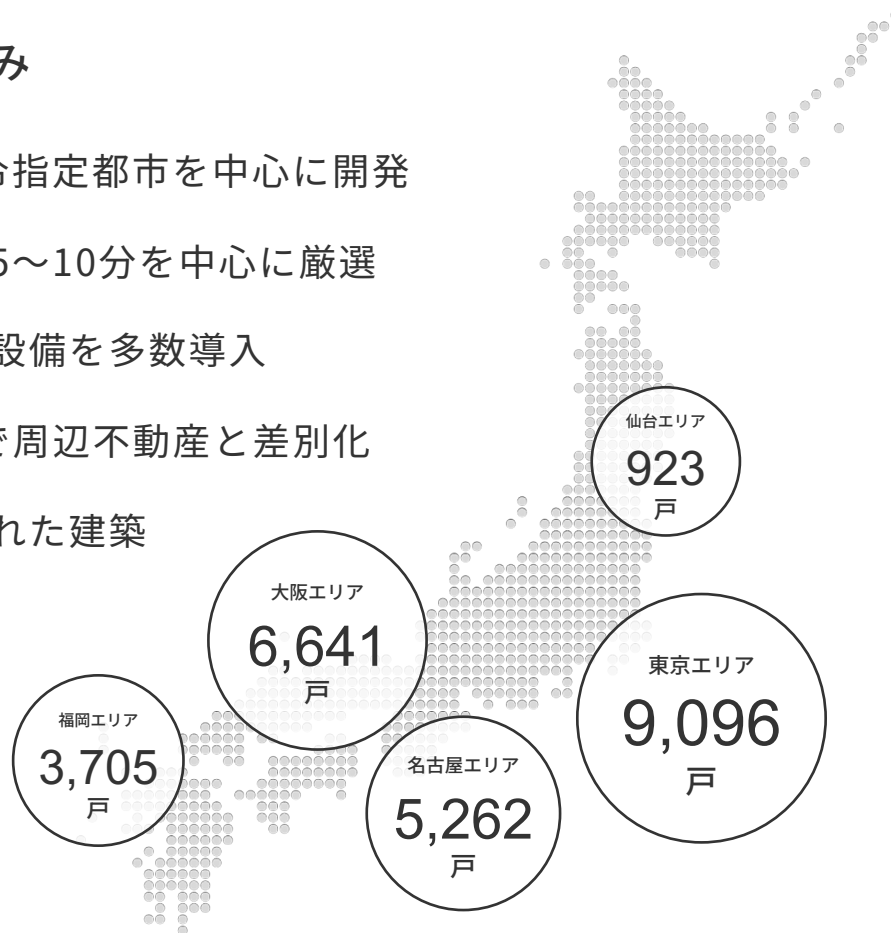 み
指定都市を中心に開発
5〜10分を中心に厳選
設備を多数導入
で周辺不動産と差別化
れた建築
仙台エリア
923
戸
大阪エリア
6,641
戸
東京エリア
9,096
戸
福岡エリア
3,705
戸
名古屋エリア
5,262
戸